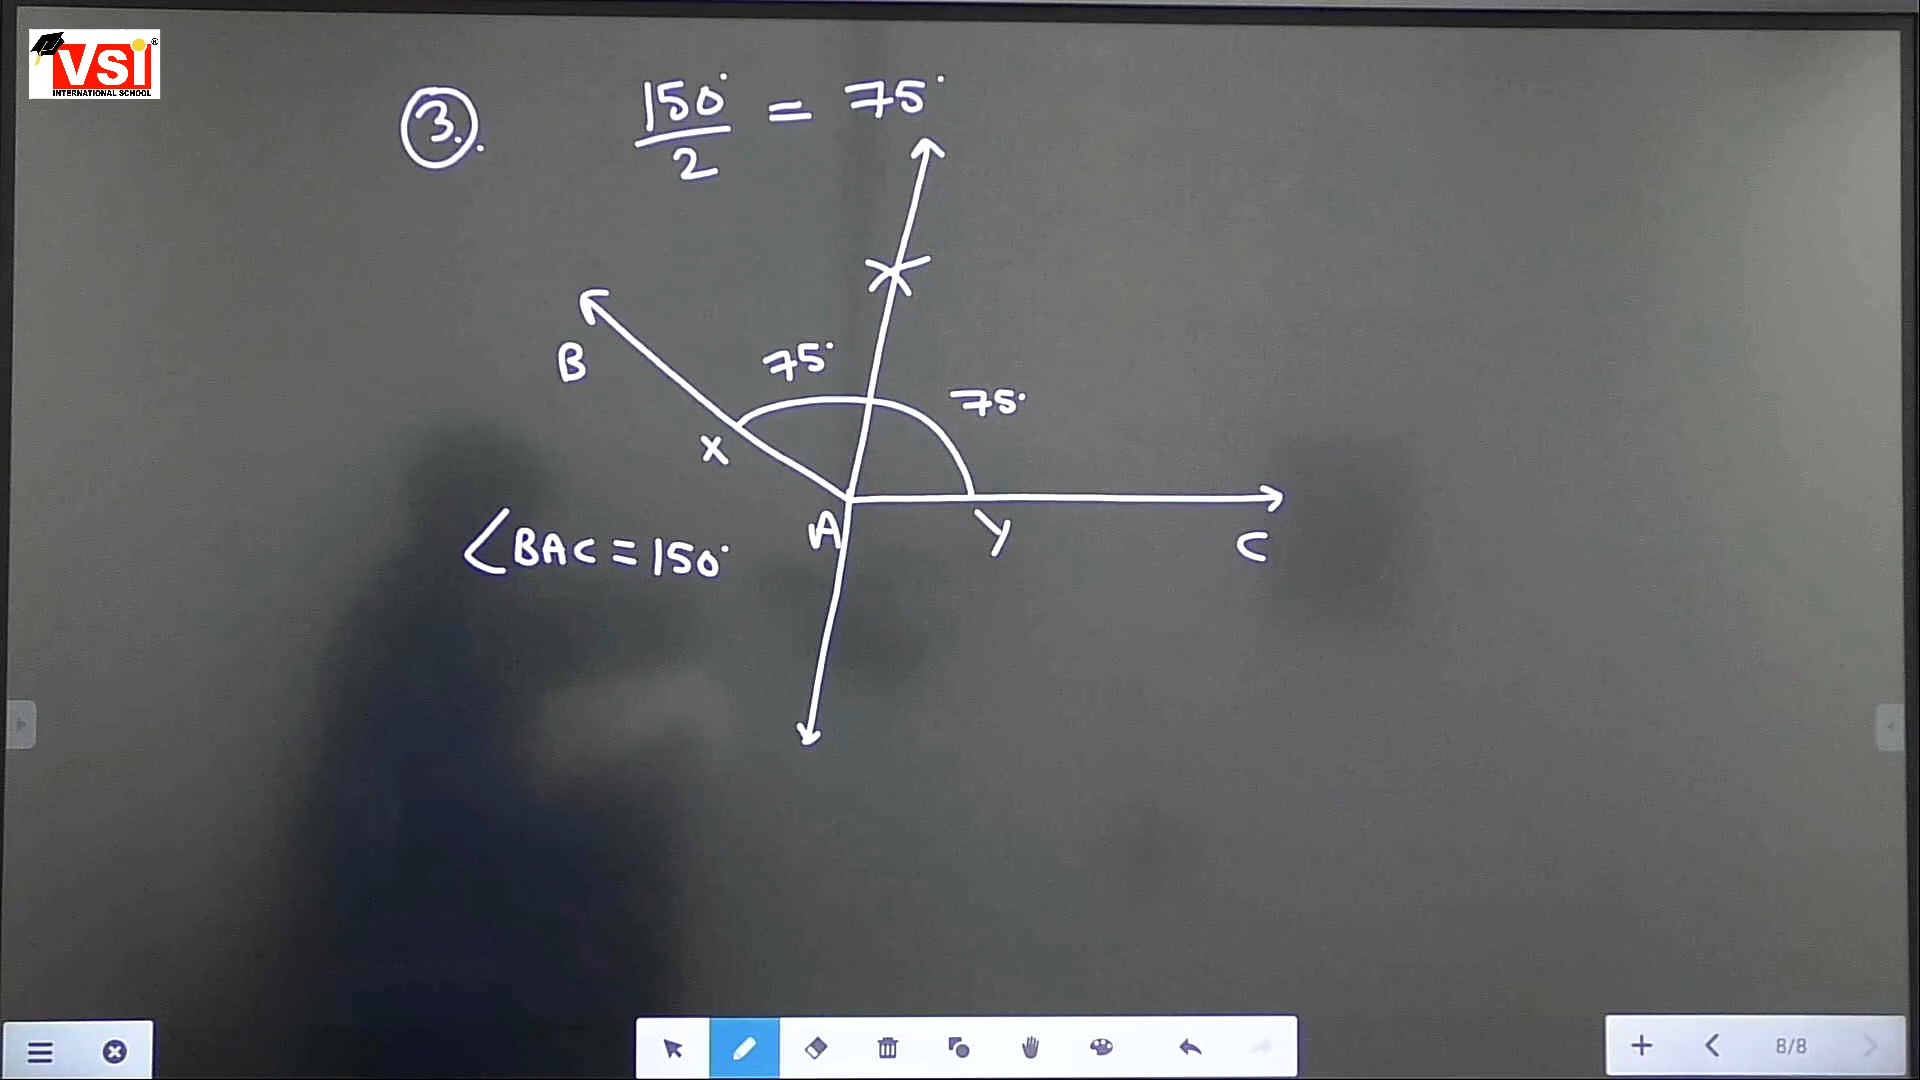 VSI
INTERNATIONAL SCHOOL
3.
150°/2 = 75°
B
75°
75°
X
A
Y
C
∠BAC = 150°
8/8